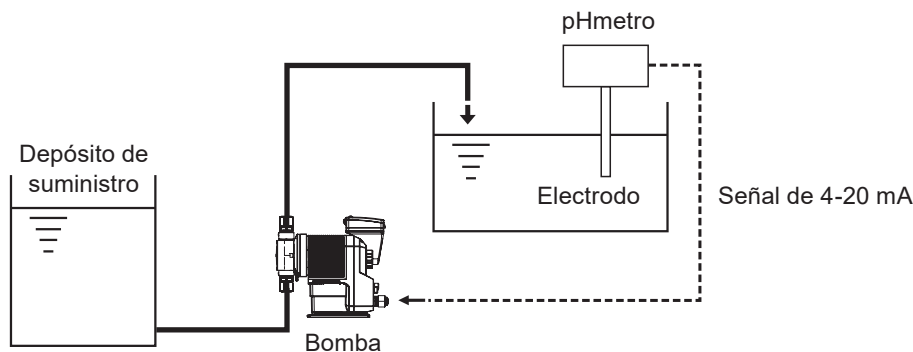 pHmetro
Depósito de
suministro
Electrodo
Señal de 4-20 mA
Bomba